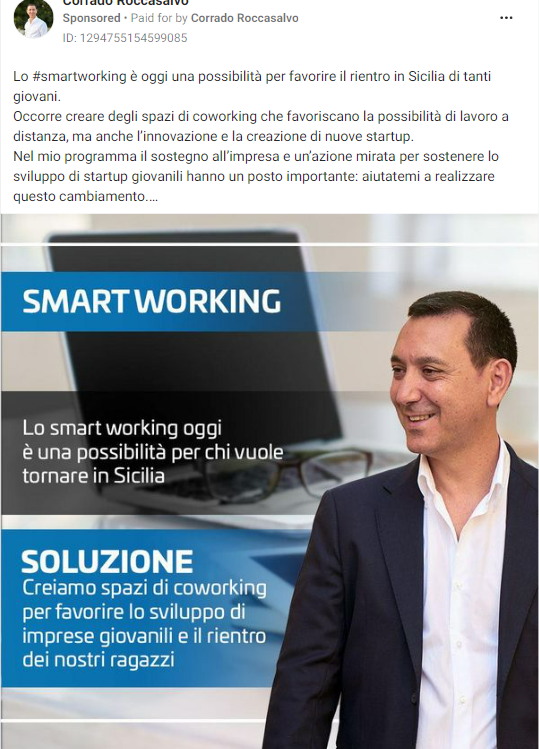 Corrado Roccasalvo
Sponsored • Paid for by Corrado Roccasalvo
ID: 1294755154599085
Lo #smartworking è oggi una possibilità per favorire il rientro in Sicilia di tanti
giovani.
Occorre creare degli spazi di coworking che favoriscano la possibilità di lavoro a
distanza, ma anche l'innovazione e la creazione di nuove startup.
Nel mio programma il sostegno all'impresa e un'azione mirata per sostenere lo
sviluppo di startup giovanili hanno un posto importante: aiutatemi a realizzare
questo cambiamento....
SMART WORKING
Lo smart working oggi
è una possibilità per chi vuole
tornare in Sicilia
SOLUZIONE
Creiamo spazi di coworking
per favorire lo sviluppo di
imprese giovanili e il rientro
dei nostri ragazzi